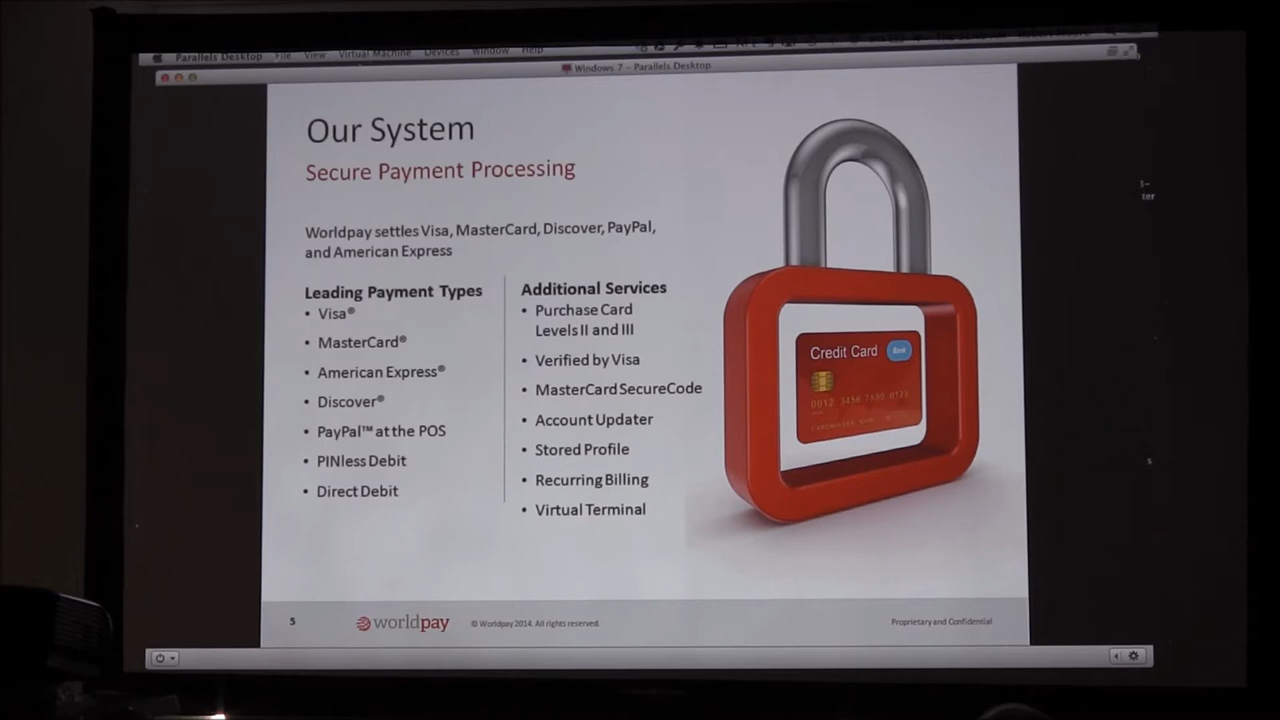 Parallels Desktop File View Virtual Machine Devices Window Help
Windows 7 - Parallels Desktop
Our System
Secure Payment Processing
Worldpay settles Visa, MasterCard, Discover, PayPal,
and American Express
Leading Payment Types
• Visa®
• MasterCard®
• American Express®
• Discover®
• PayPal™ at the POS
• PINless Debit
• Direct Debit
Additional Services
• Purchase Card
Levels II and III
• Verified by Visa
• MasterCard SecureCode
• Account Updater
• Stored Profile
• Recurring Billing
• Virtual Terminal
Credit Card
Bank
0012 3456 7890 0123
CARDHOLDER NAME
ter
5
worldpay
© Worldpay 2014. All rights reserved.
Proprietary and Confidential